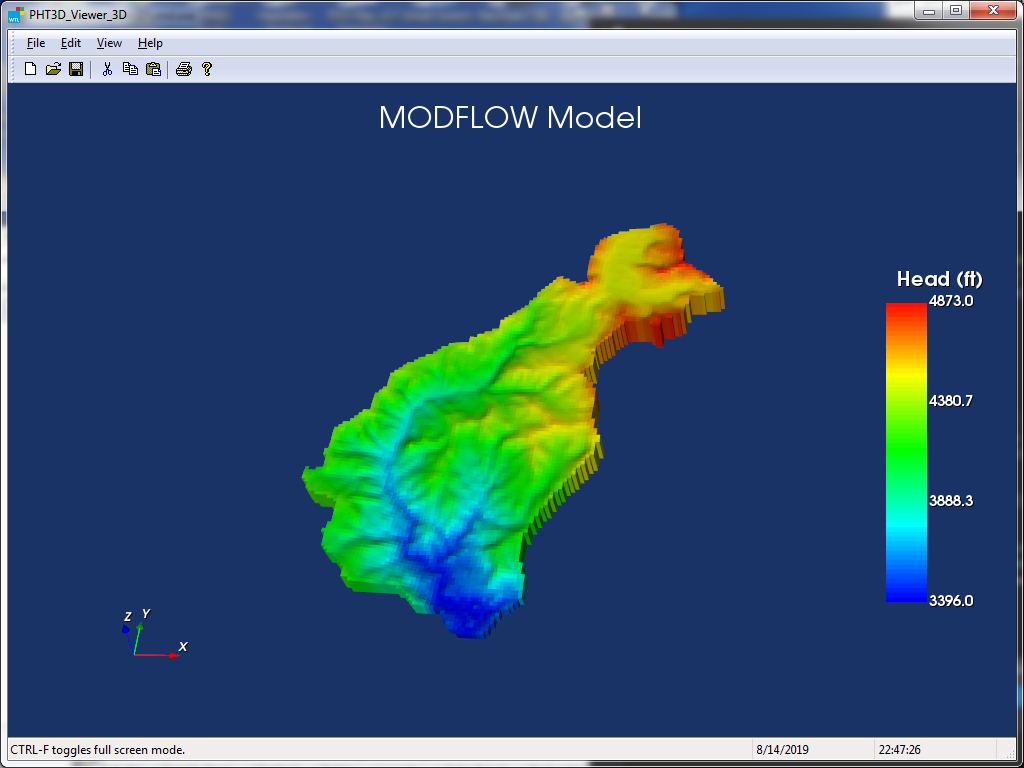 PHT3D_Viewer_3D
File Edit View Help
MODFLOW Model
Head (ft)
4873.0
4380.7
3888.3
3396.0
Z Y
X
CTRL-F toggles full screen mode. 8/14/2019 22:47:26